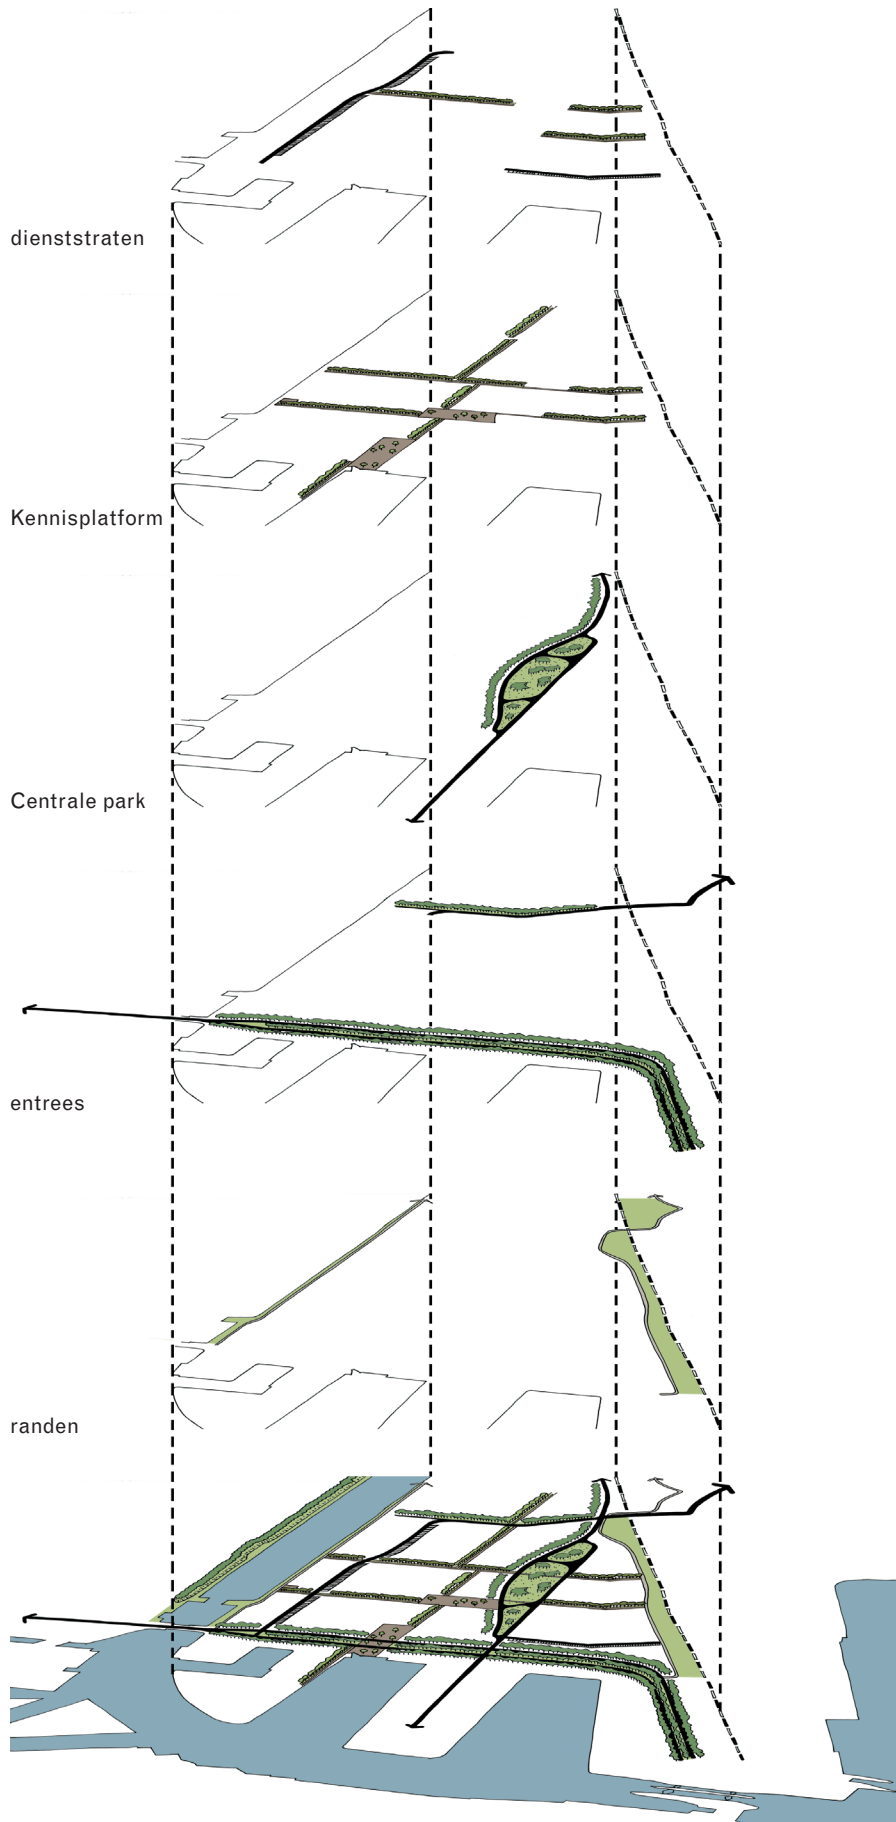 dienststraten
Kennisplatform
Centrale park
entrees
randen